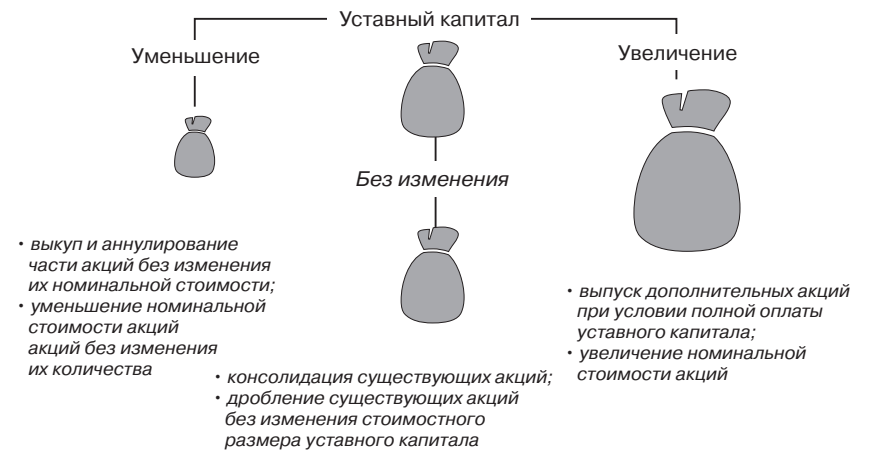 Уставный капитал
Уменьшение
Увеличение
Без изменения
• выкуп и аннулирование
части акций без изменения
их номинальной стоимости;
• уменьшение номинальной
стоимости акций
акций без изменения
их количества
• консолидация существующих акций;
• дробление существующих акций
без изменения стоимостного
размера уставного капитала
• выпуск дополнительных акций
при условии полной оплаты
уставного капитала;
• увеличение номинальной
стоимости акций